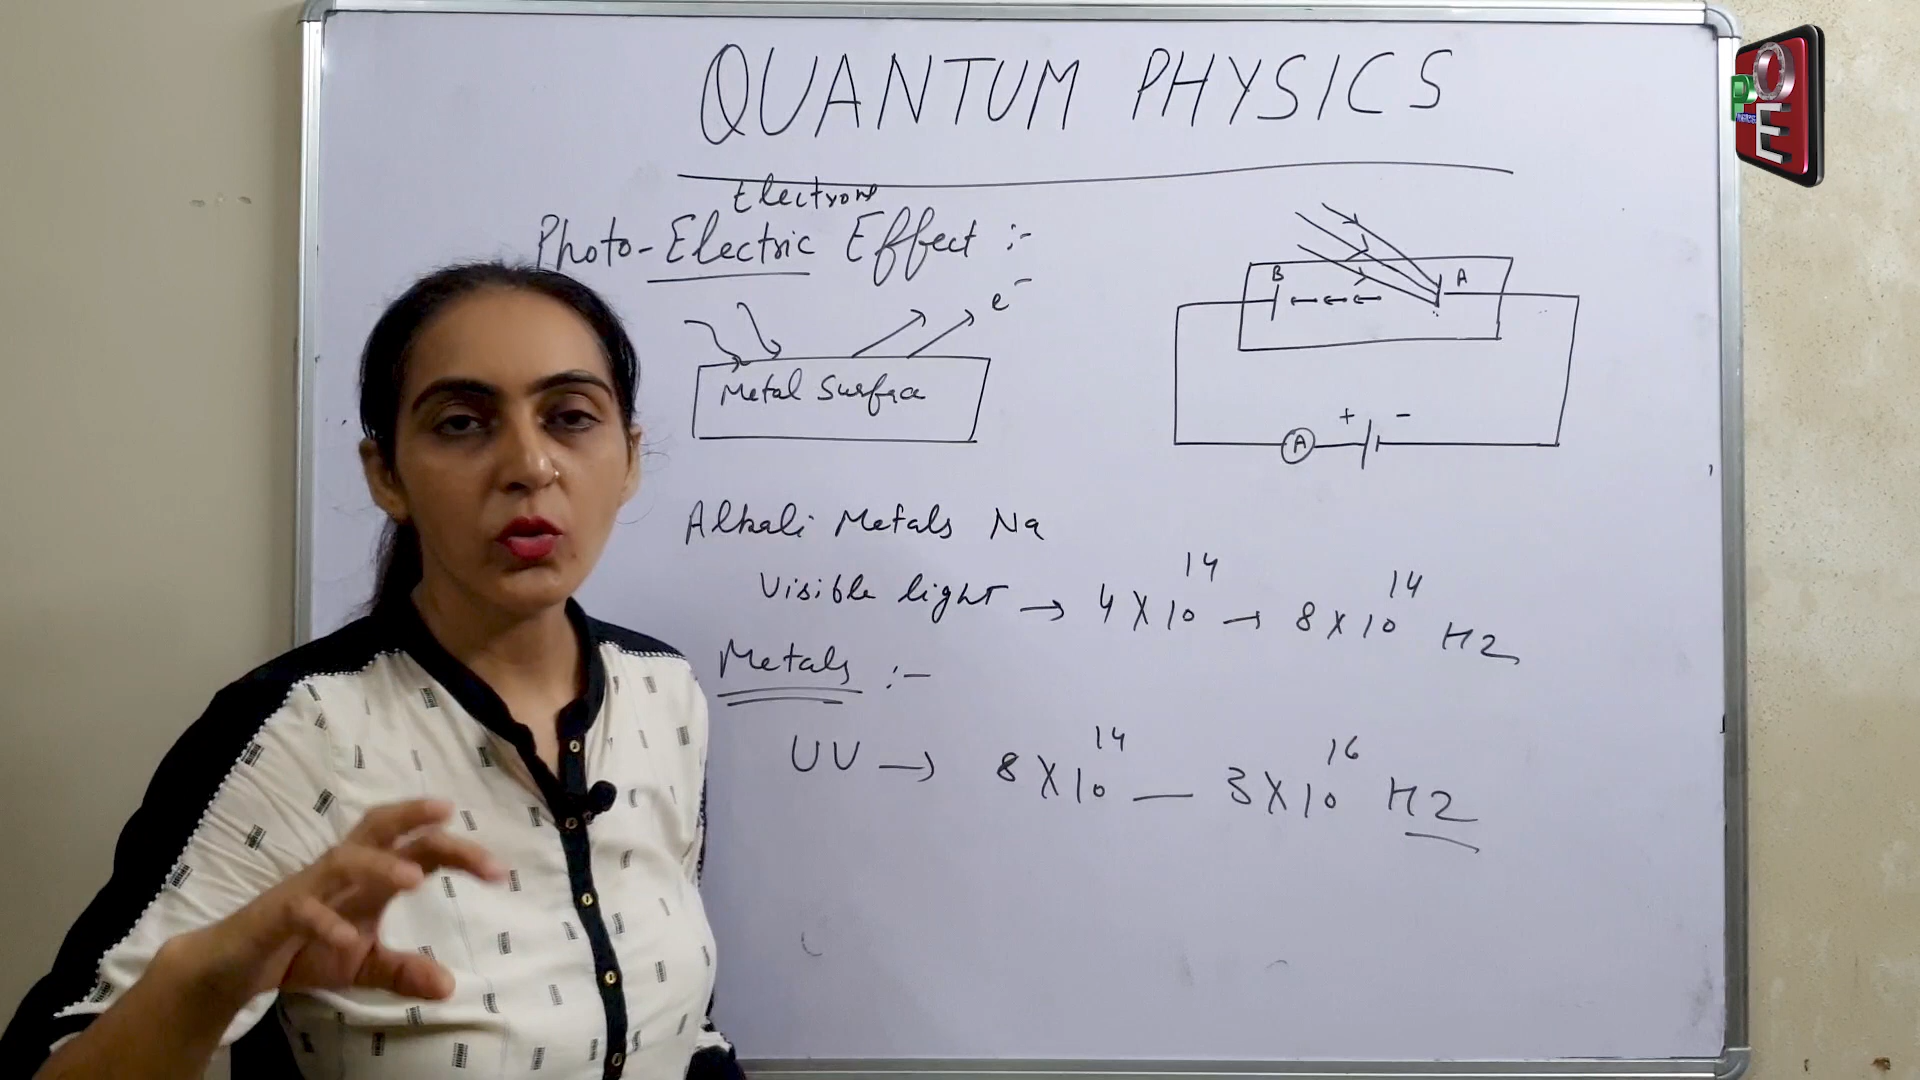 QUANTUM PHYSICS
Electrons
Photo-Electric Effect :-
e⁻
Metal Surface
B
A
+ -
A
Alkali Metals Na
Visible light → 4 X 10¹⁴ → 8 X 10¹⁴ HZ
Metals :-
UV → 8 X 10¹⁴ — 3 X 10¹⁶ HZ
P O E